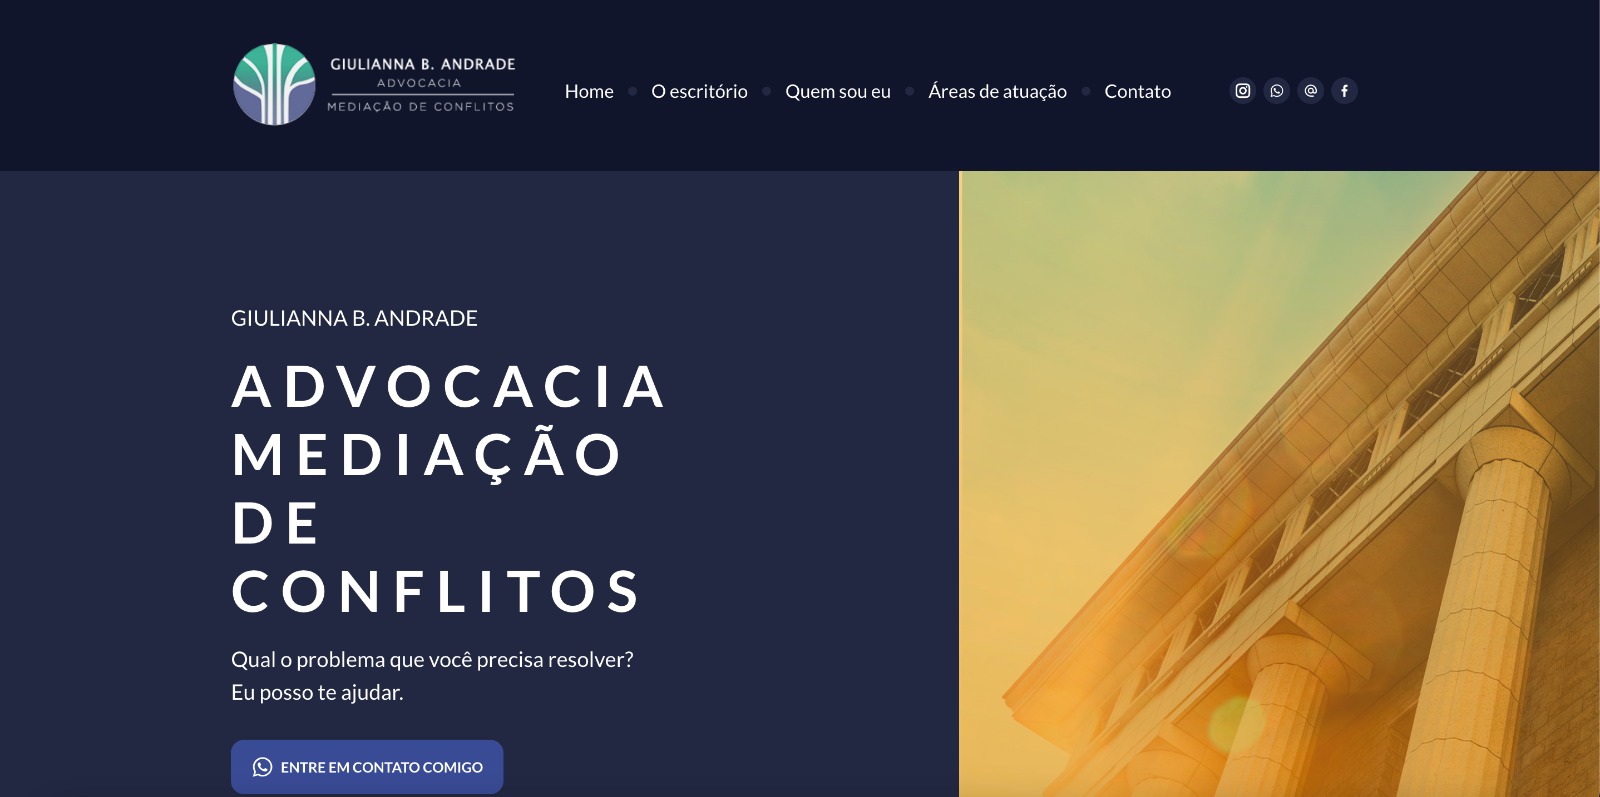 GIULIANNA B. ANDRADE
ADVOCACIA
MEDIAÇÃO DE CONFLITOS
Home
O escritório
Quem sou eu
Áreas de atuação
Contato
GIULIANNA B. ANDRADE
ADVOCACIA
MEDIAÇÃO
DE
CONFLITOS
Qual o problema que você precisa resolver?
Eu posso te ajudar.
ENTRE EM CONTATO COMIGO